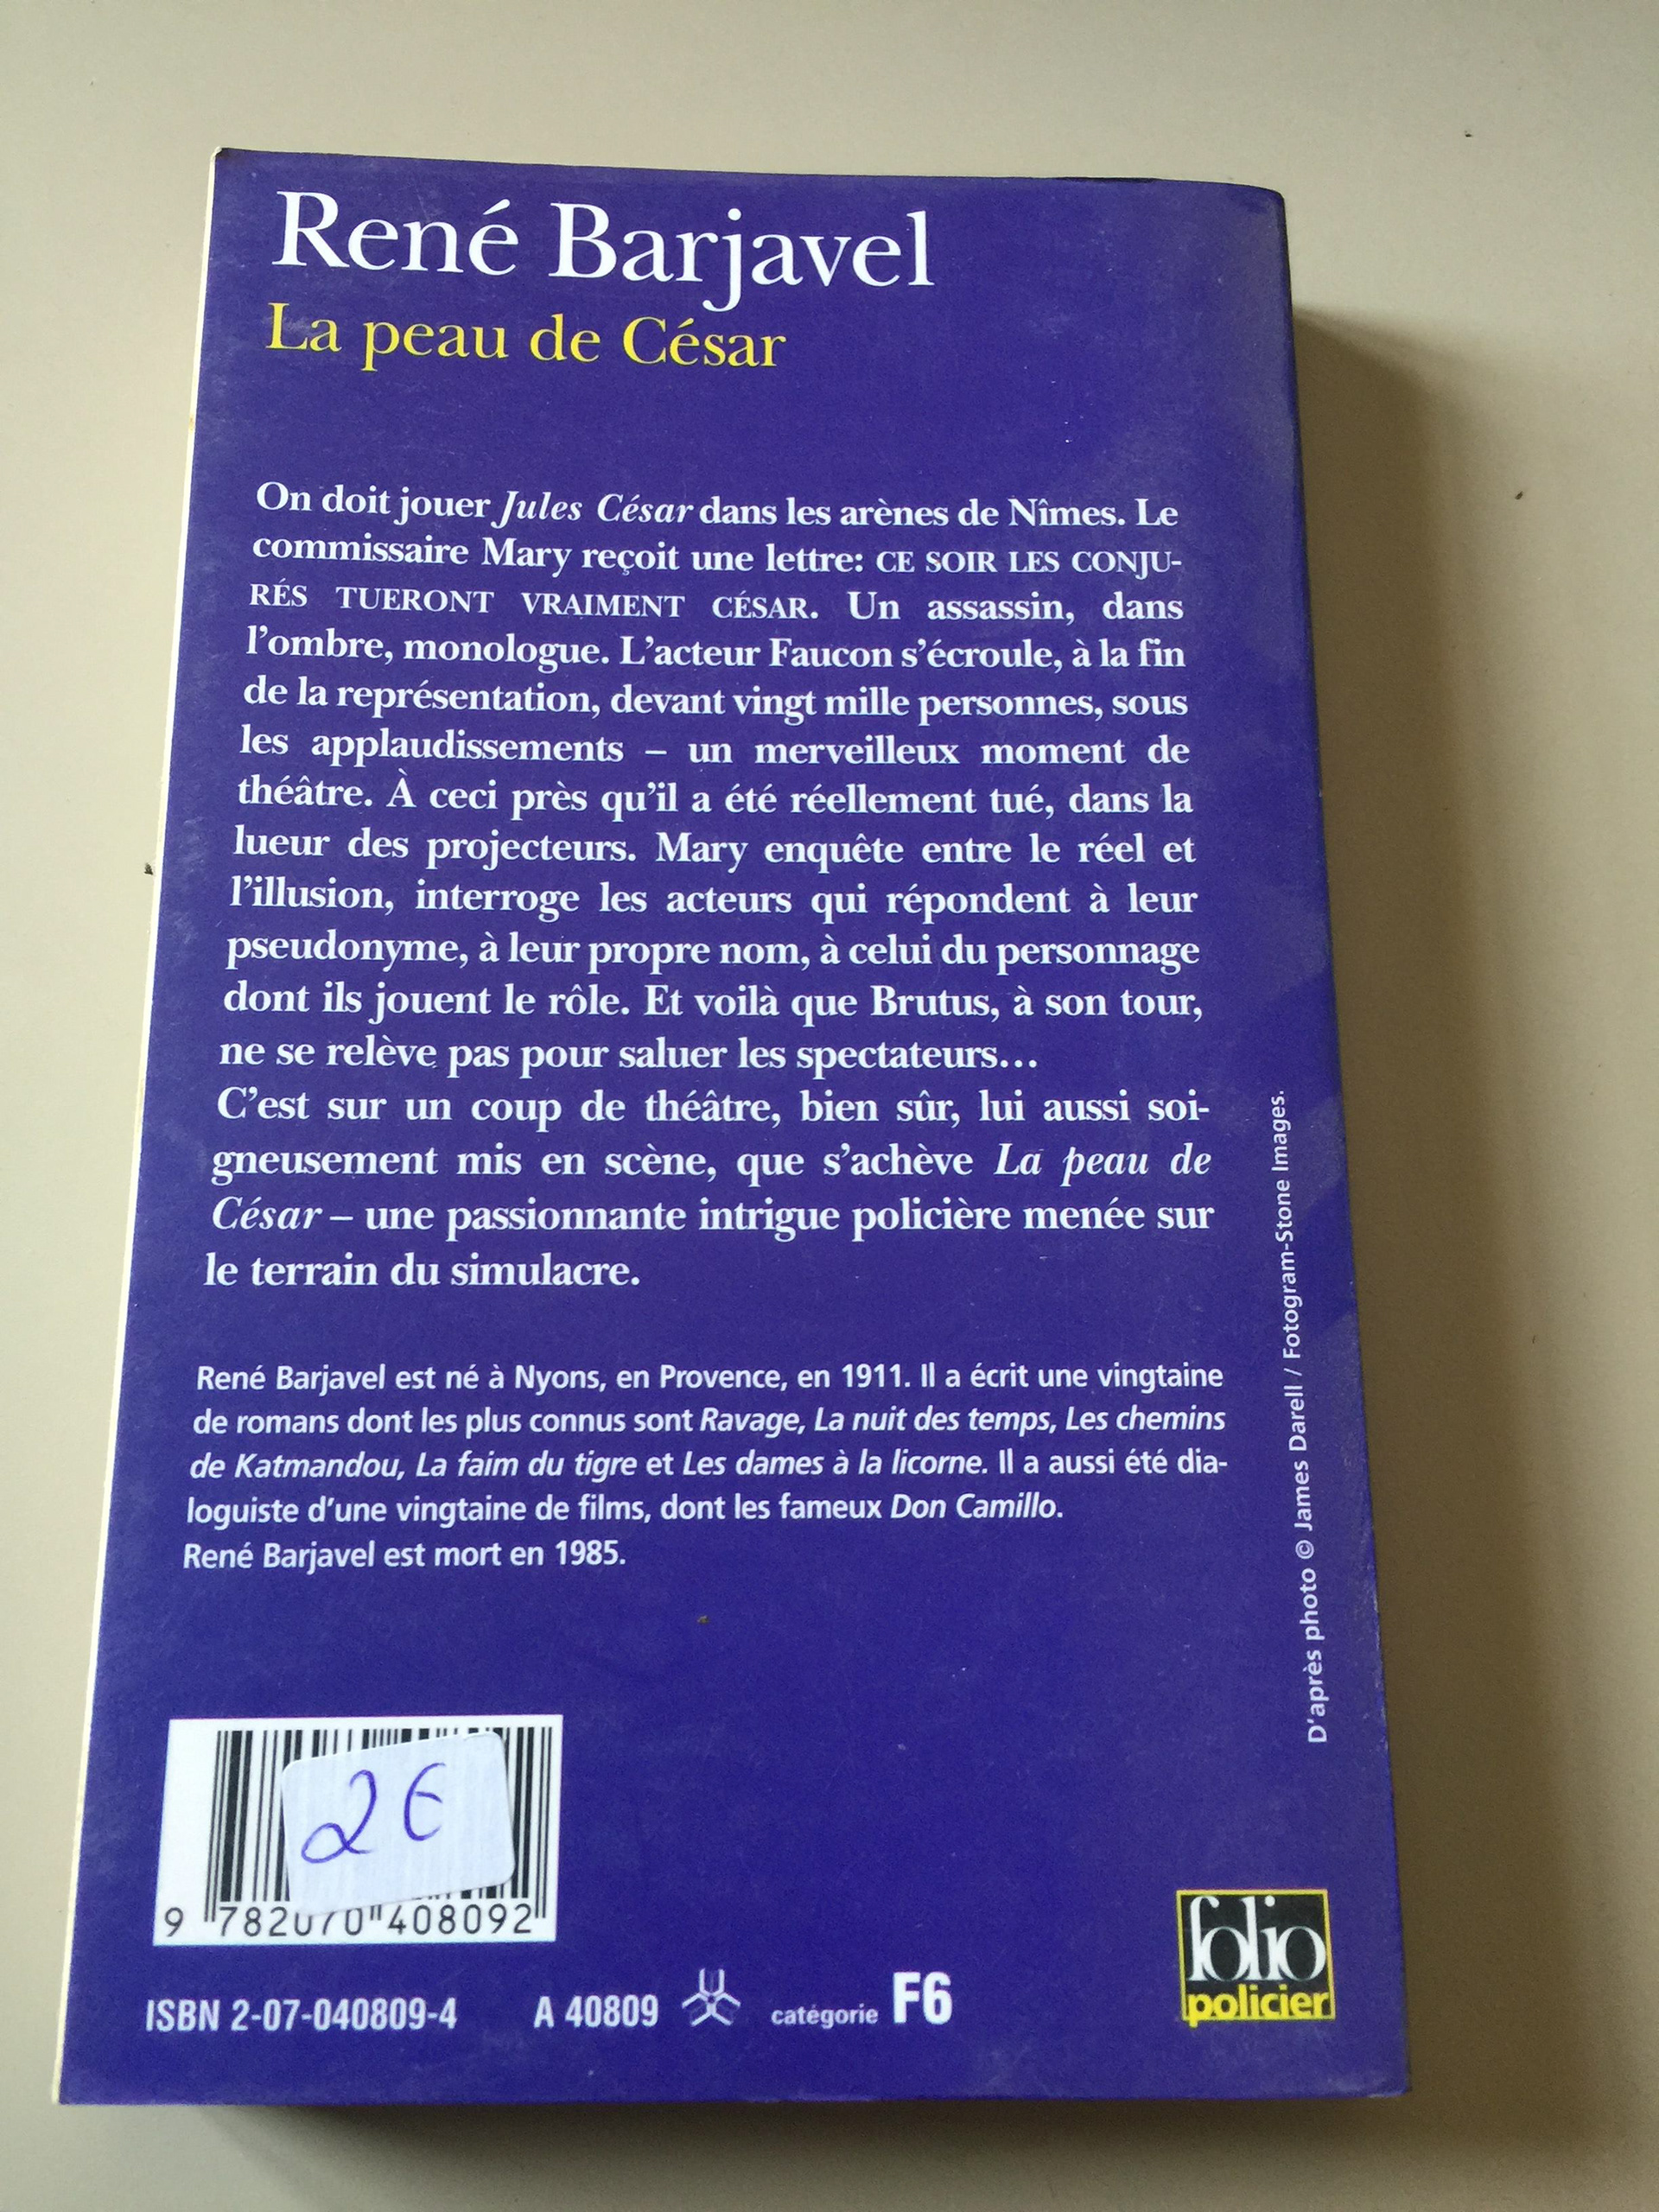 René Barjavel
La peau de César
On doit jouer Jules César dans les arènes de Nîmes. Le
commissaire Mary reçoit une lettre: CE SOIR LES CONJU-
RÉS TUERONT VRAIMENT CÉSAR. Un assassin, dans
l'ombre, monologue. L'acteur Faucon s'écroule, à la fin
de la représentation, devant vingt mille personnes, sous
les applaudissements – un merveilleux moment de
théâtre. À ceci près qu'il a été réellement tué, dans la
lueur des projecteurs. Mary enquête entre le réel et
l'illusion, interroge les acteurs qui répondent à leur
pseudonyme, à leur propre nom, à celui du personnage
dont ils jouent le rôle. Et voilà que Brutus, à son tour,
ne se relève pas pour saluer les spectateurs...
C'est sur un coup de théâtre, bien sûr, lui aussi soi-
gneusement mis en scène, que s'achève La peau de
César – une passionnante intrigue policière menée sur
le terrain du simulacre.
René Barjavel est né à Nyons, en Provence, en 1911. Il a écrit une vingtaine
de romans dont les plus connus sont Ravage, La nuit des temps, Les chemins
de Katmandou, La faim du tigre et Les dames à la licorne. Il a aussi été dia-
loguiste d'une vingtaine de films, dont les fameux Don Camillo.
René Barjavel est mort en 1985.
D'après photo © James Darell / Fotogram-Stone Images.
2€
9 782070 408092
ISBN 2-07-040809-4 A 40809 catégorie F6
folio
policier